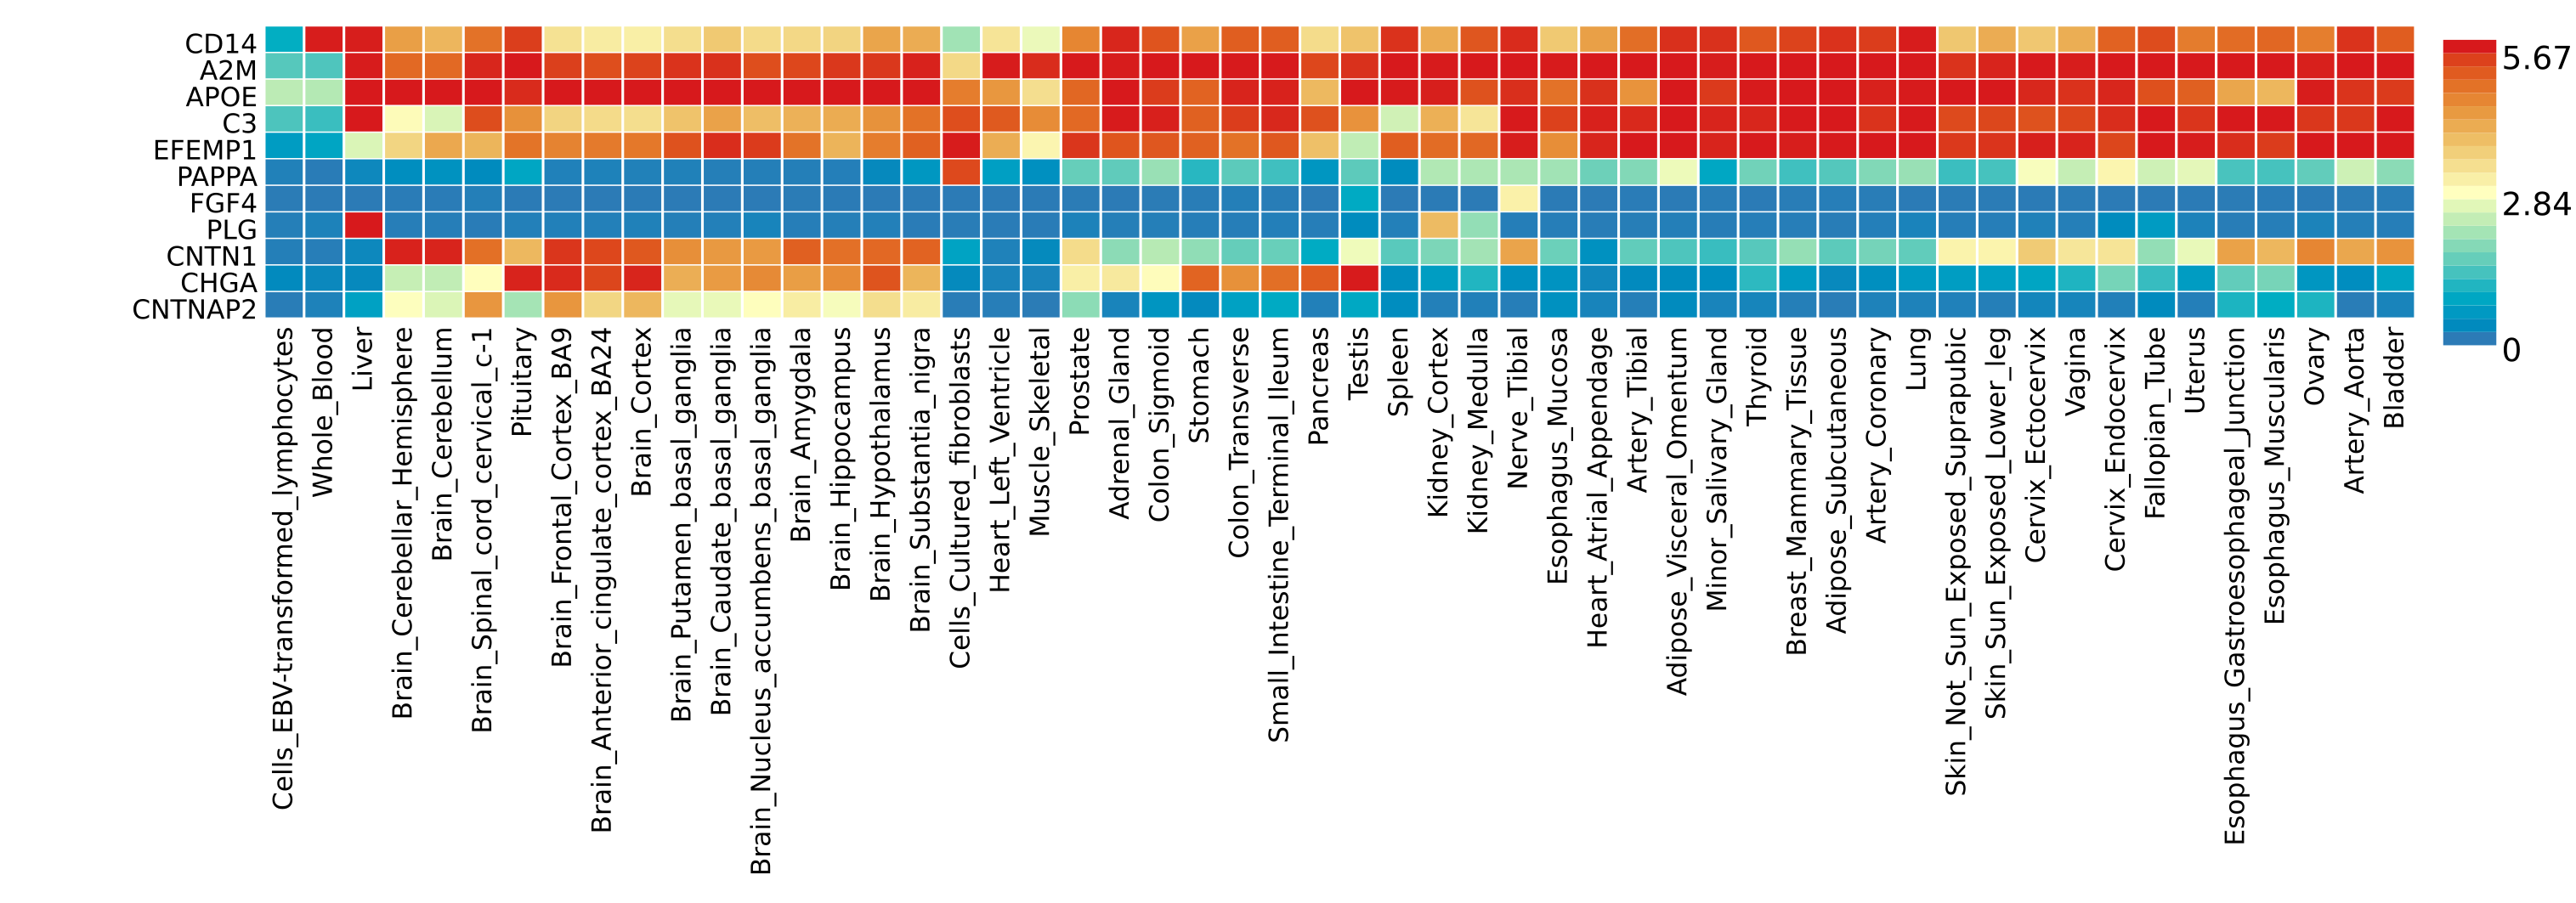 CD14
A2M
APOE
C3
EFEMP1
PAPPA
FGF4
PLG
CNTN1
CHGA
CNTNAP2
5.67
2.84
0
Cells_EBV-transformed_lymphocytes
Whole_Blood
Liver
Brain_Cerebellar_Hemisphere
Brain_Cerebellum
Brain_Spinal_cord_cervical_c-1
Pituitary
Brain_Frontal_Cortex_BA9
Brain_Anterior_cingulate_cortex_BA24
Brain_Cortex
Brain_Putamen_basal_ganglia
Brain_Caudate_basal_ganglia
Brain_Nucleus_accumbens_basal_ganglia
Brain_Amygdala
Brain_Hippocampus
Brain_Hypothalamus
Brain_Substantia_nigra
Cells_Cultured_fibroblasts
Heart_Left_Ventricle
Muscle_Skeletal
Prostate
Adrenal_Gland
Colon_Sigmoid
Stomach
Colon_Transverse
Small_Intestine_Terminal_Ileum
Pancreas
Testis
Spleen
Kidney_Cortex
Kidney_Medulla
Nerve_Tibial
Esophagus_Mucosa
Heart_Atrial_Appendage
Artery_Tibial
Adipose_Visceral_Omentum
Minor_Salivary_Gland
Thyroid
Breast_Mammary_Tissue
Adipose_Subcutaneous
Artery_Coronary
Lung
Skin_Not_Sun_Exposed_Suprapubic
Skin_Sun_Exposed_Lower_leg
Cervix_Ectocervix
Vagina
Cervix_Endocervix
Fallopian_Tube
Uterus
Esophagus_Gastroesophageal_Junction
Esophagus_Muscularis
Ovary
Artery_Aorta
Bladder